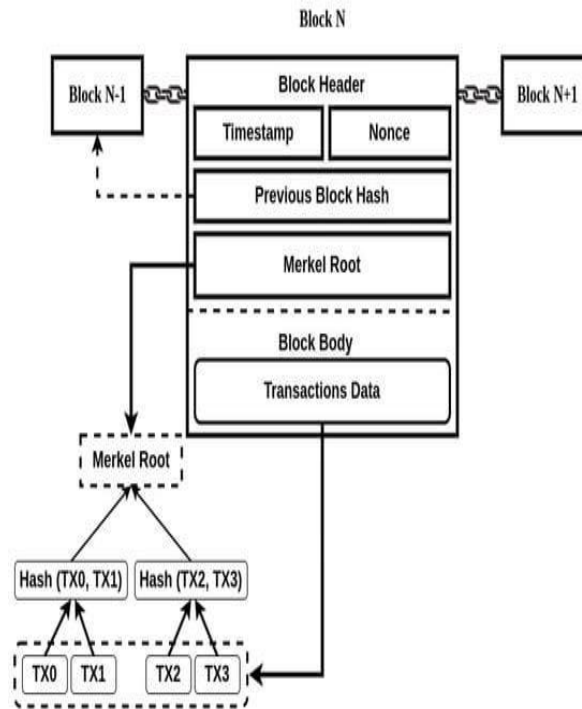 Block N
Block N-1
Block Header
Block N+1
Timestamp
Nonce
Previous Block Hash
Merkel Root
Block Body
Transactions Data
Merkel Root
Hash (TX0, TX1)
Hash (TX2, TX3)
TX0
TX1
TX2
TX3